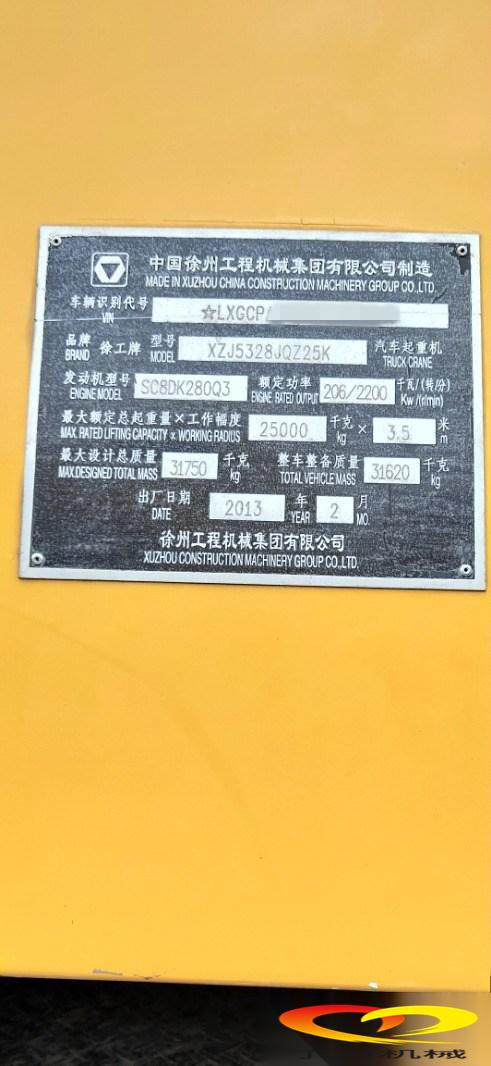 中国徐州工程机械集团有限公司制造
MADE IN XUZHOU CHINA CONSTRUCTION MACHINERY GROUP CO.,LTD.
车辆识别代号 VIN ☆LXGCP
品牌 BRAND 徐工牌 型号 MODEL XZJ5328JQZ25K 汽车起重机 TRUCK CRANE
发动机型号 ENGINE MODEL SC8DK280Q3 额定功率 ENGINE RATED OUTPUT 206/2200 千瓦/(转/分) Kw/(r/min)
最大额定总起重量×工作幅度 MAX. RATED LIFTING CAPACITY × WORKING RADIUS 25000 千克 kg × 3.5 米 m
最大设计总质量 MAX.DESIGNED TOTAL MASS 31750 千克 kg 整车整备质量 TOTAL VEHICLE MASS 31620 千克 kg
出厂日期 DATE 2013 年 YEAR 2 月 MO.
徐州工程机械集团有限公司
XUZHOU CONSTRUCTION MACHINERY GROUP CO.,LTD.
机械